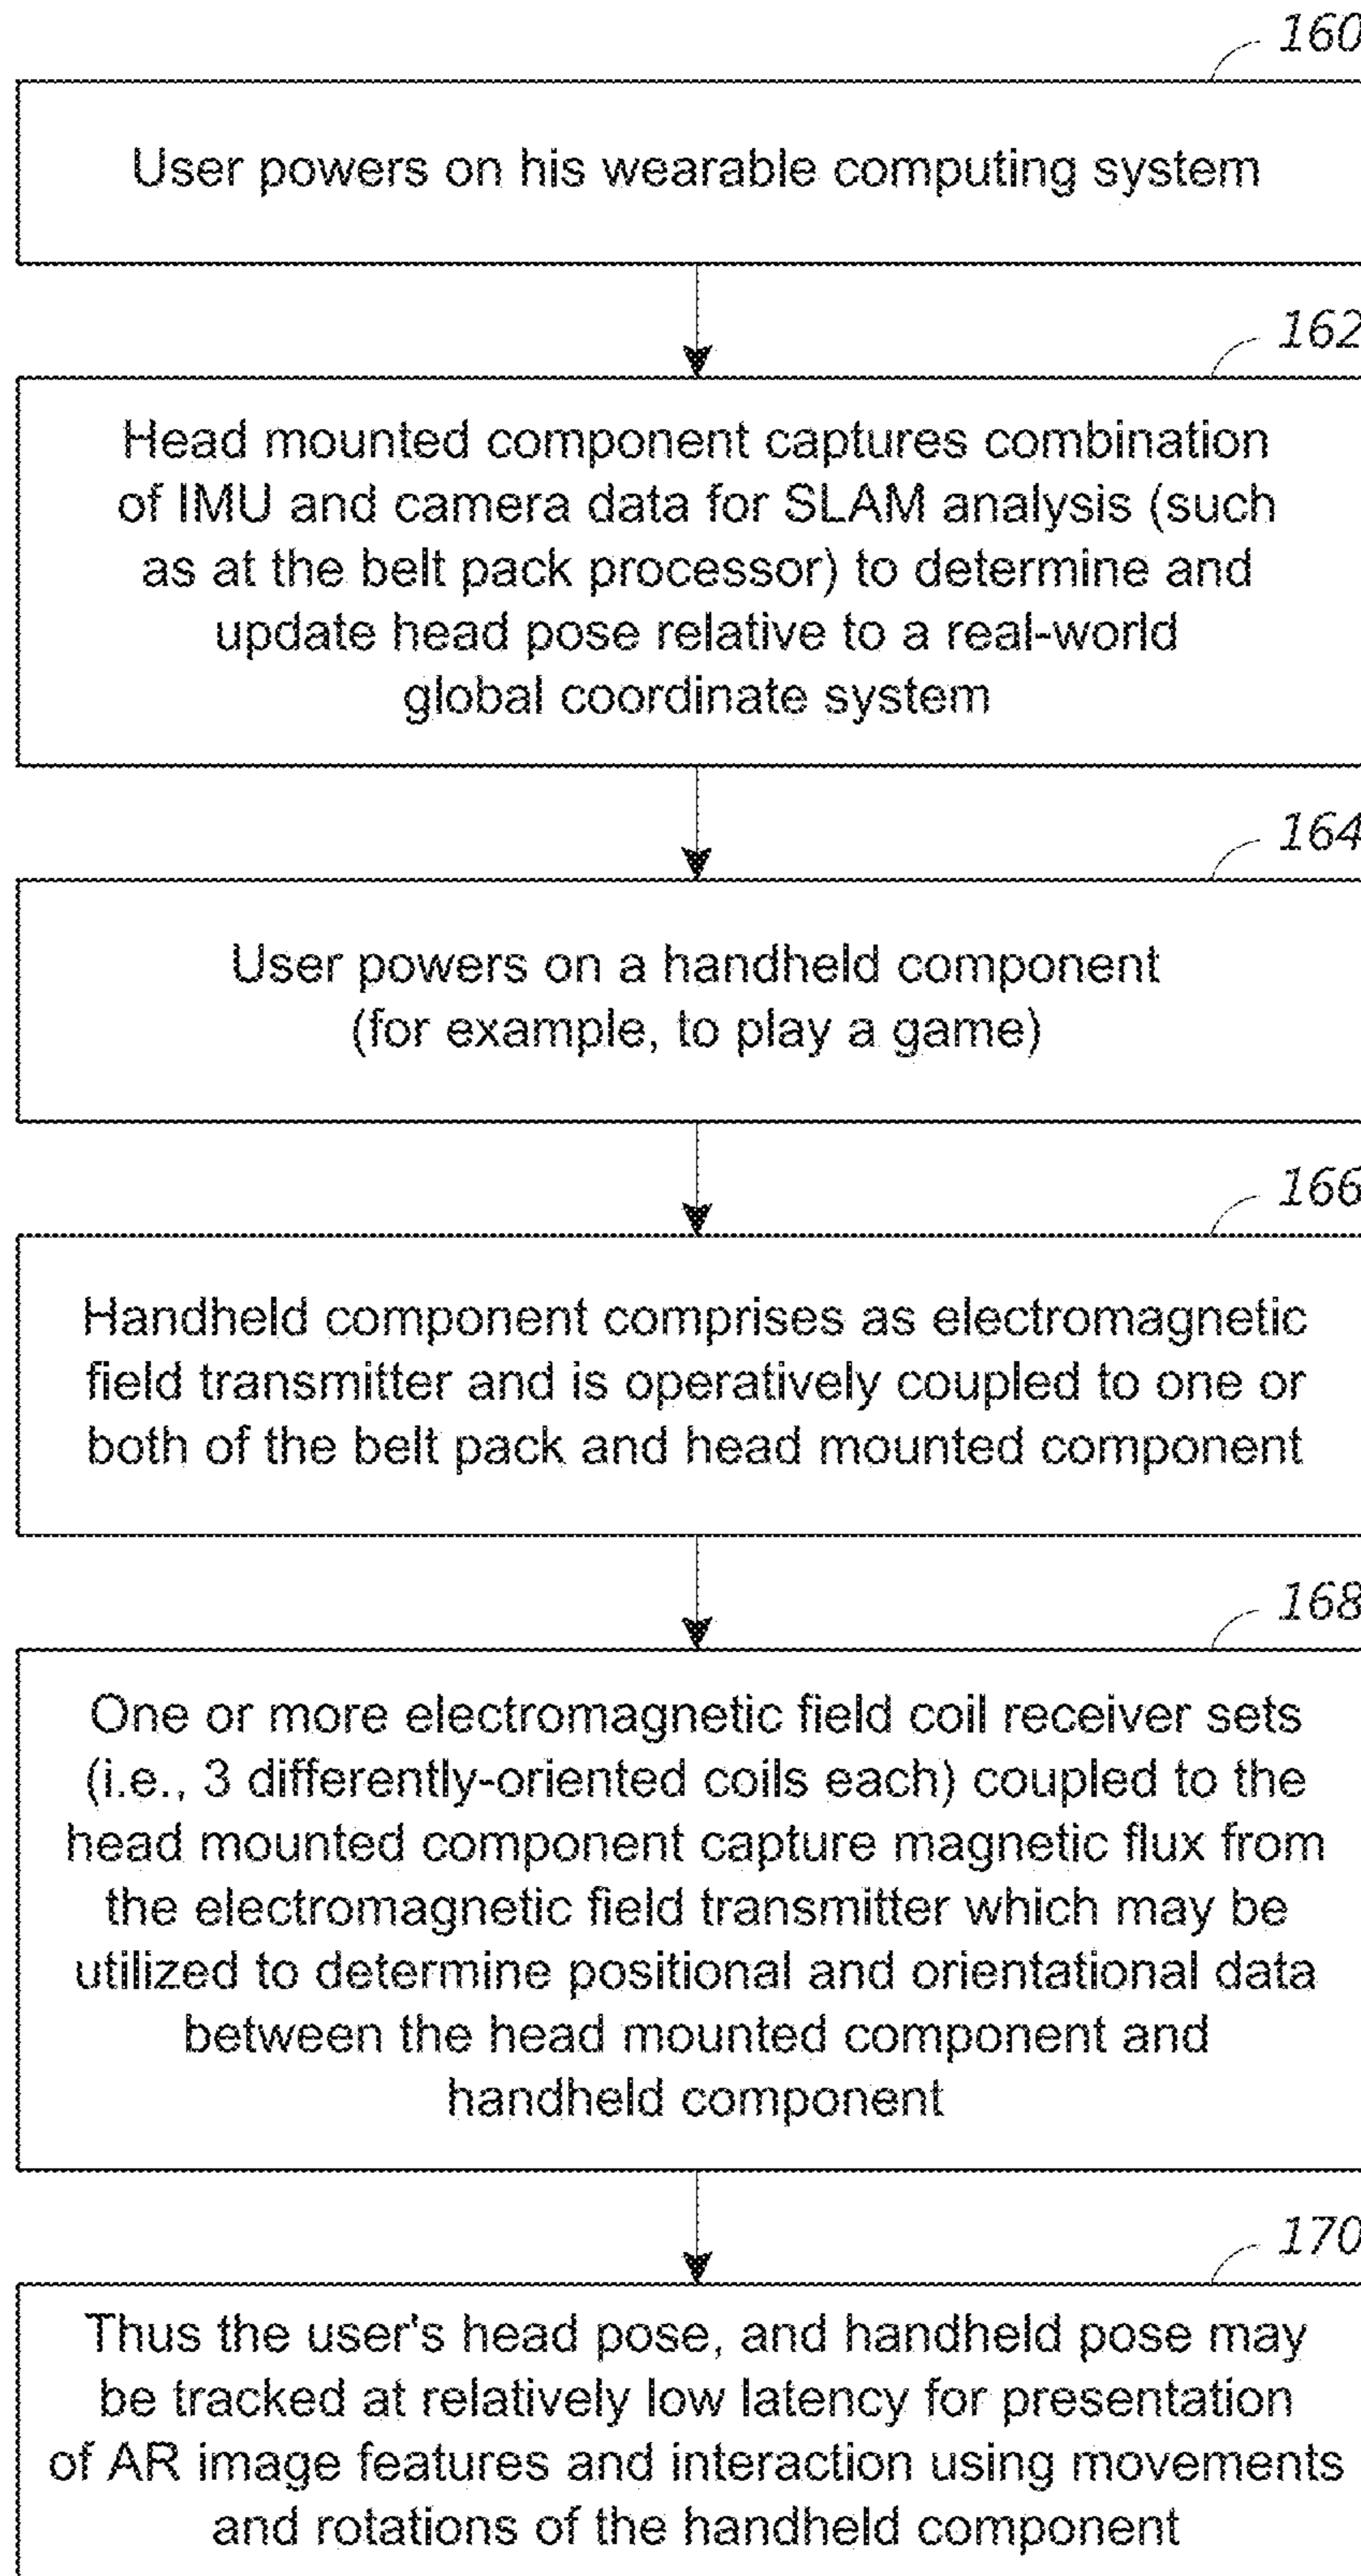 160
User powers on his wearable computing system
162
Head mounted component captures combination
of IMU and camera data for SLAM analysis (such
as at the belt pack processor) to determine and
update head pose relative to a real-world
global coordinate system
164
User powers on a handheld component
(for example, to play a game)
166
Handheld component comprises as electromagnetic
field transmitter and is operatively coupled to one or
both of the belt pack and head mounted component
168
One or more electromagnetic field coil receiver sets
(i.e., 3 differently-oriented coils each) coupled to the
head mounted component capture magnetic flux from
the electromagnetic field transmitter which may be
utilized to determine positional and orientational data
between the head mounted component and
handheld component
170
Thus the user's head pose, and handheld pose may
be tracked at relatively low latency for presentation
of AR image features and interaction using movements
and rotations of the handheld component